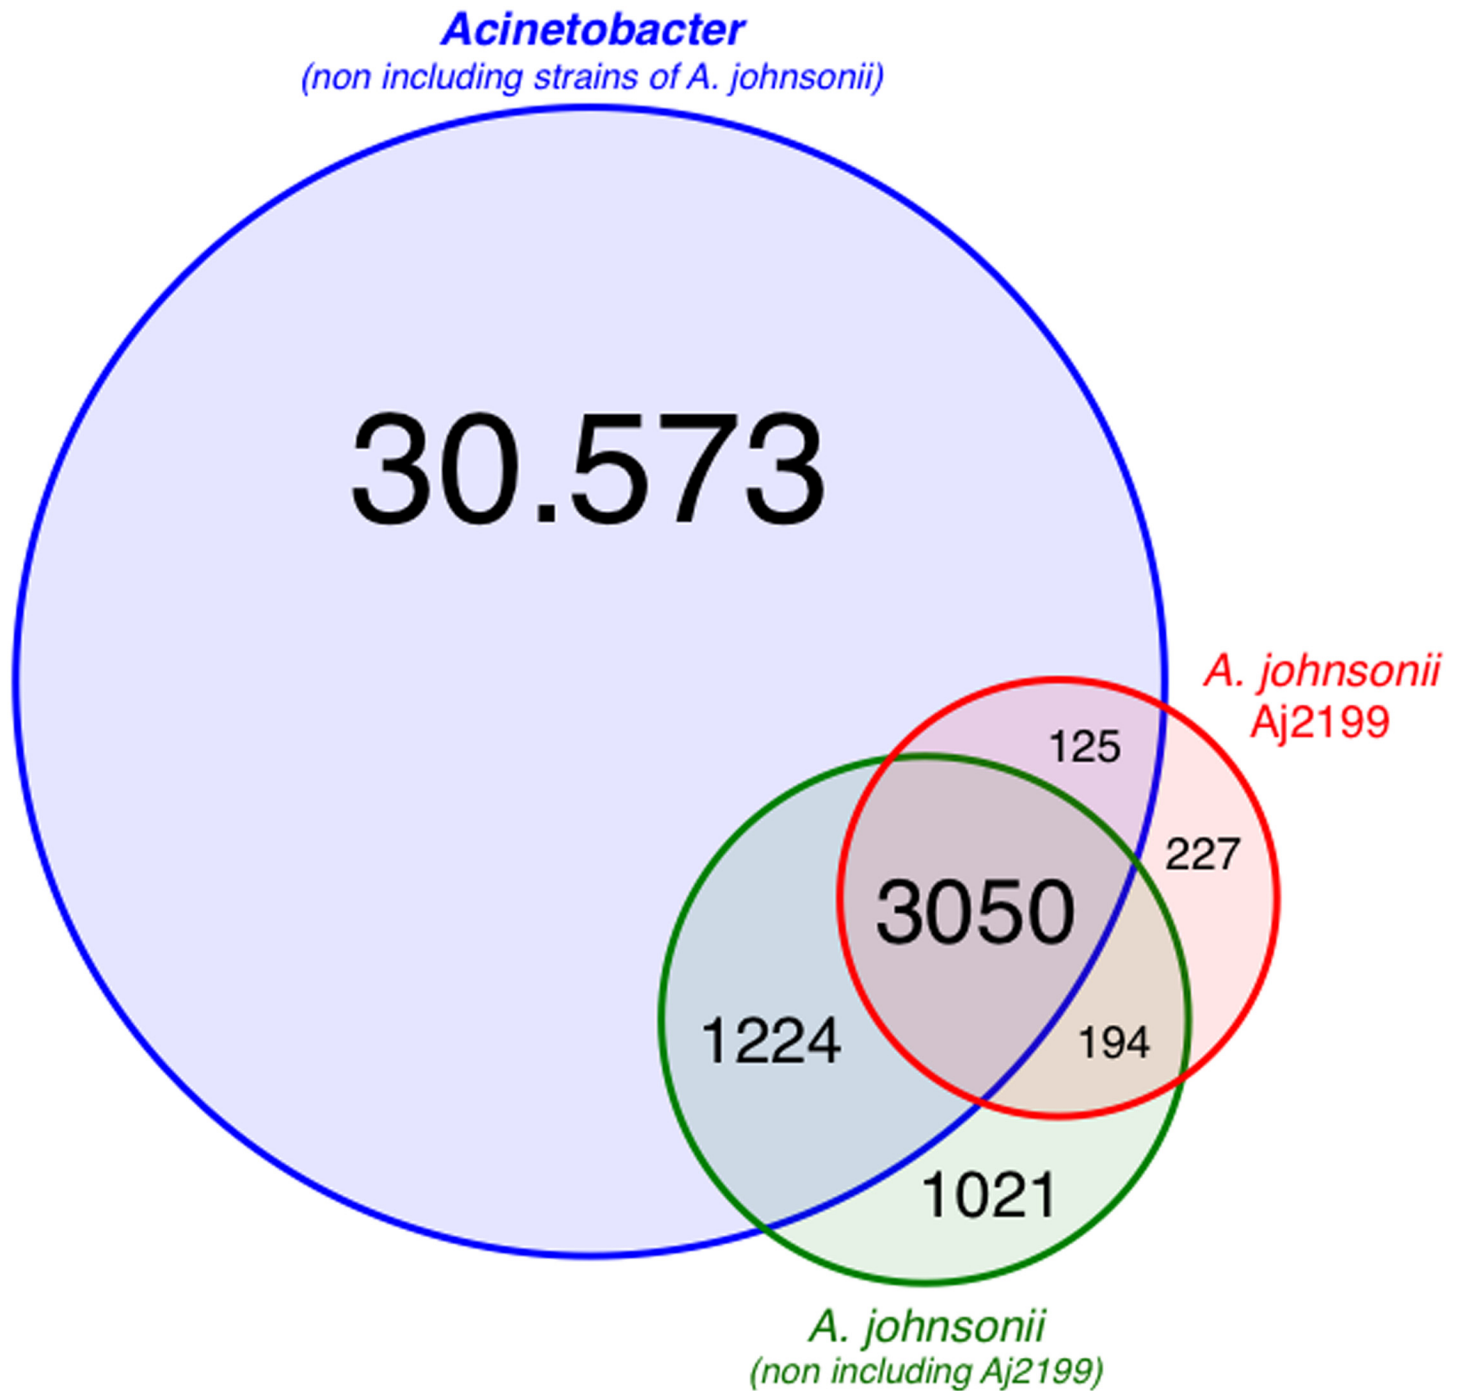 Acinetobacter
(non including strains of A. johnsonii)
30.573
A. johnsonii
Aj2199
125
227
3050
1224
194
1021
A. johnsonii
(non including Aj2199)